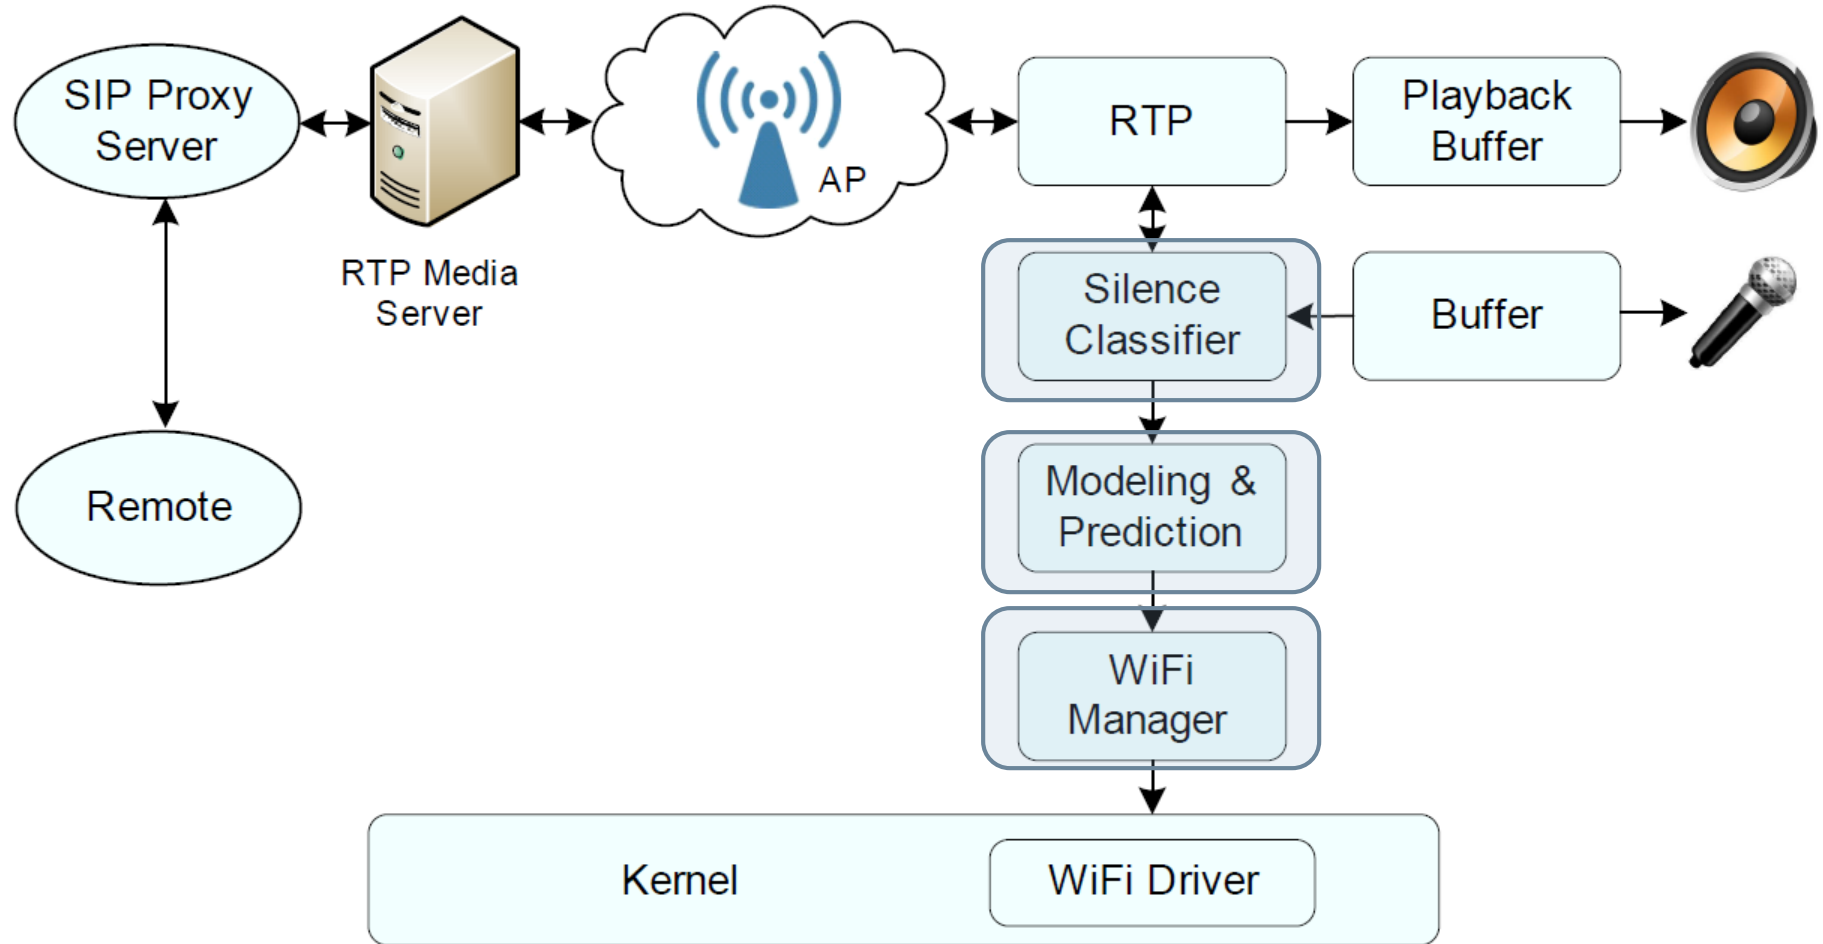 SIP Proxy
Server
RTP Media
Server
AP
RTP
Playback
Buffer
Silence
Classifier
Buffer
Remote
Modeling &
Prediction
WiFi
Manager
Kernel
WiFi Driver